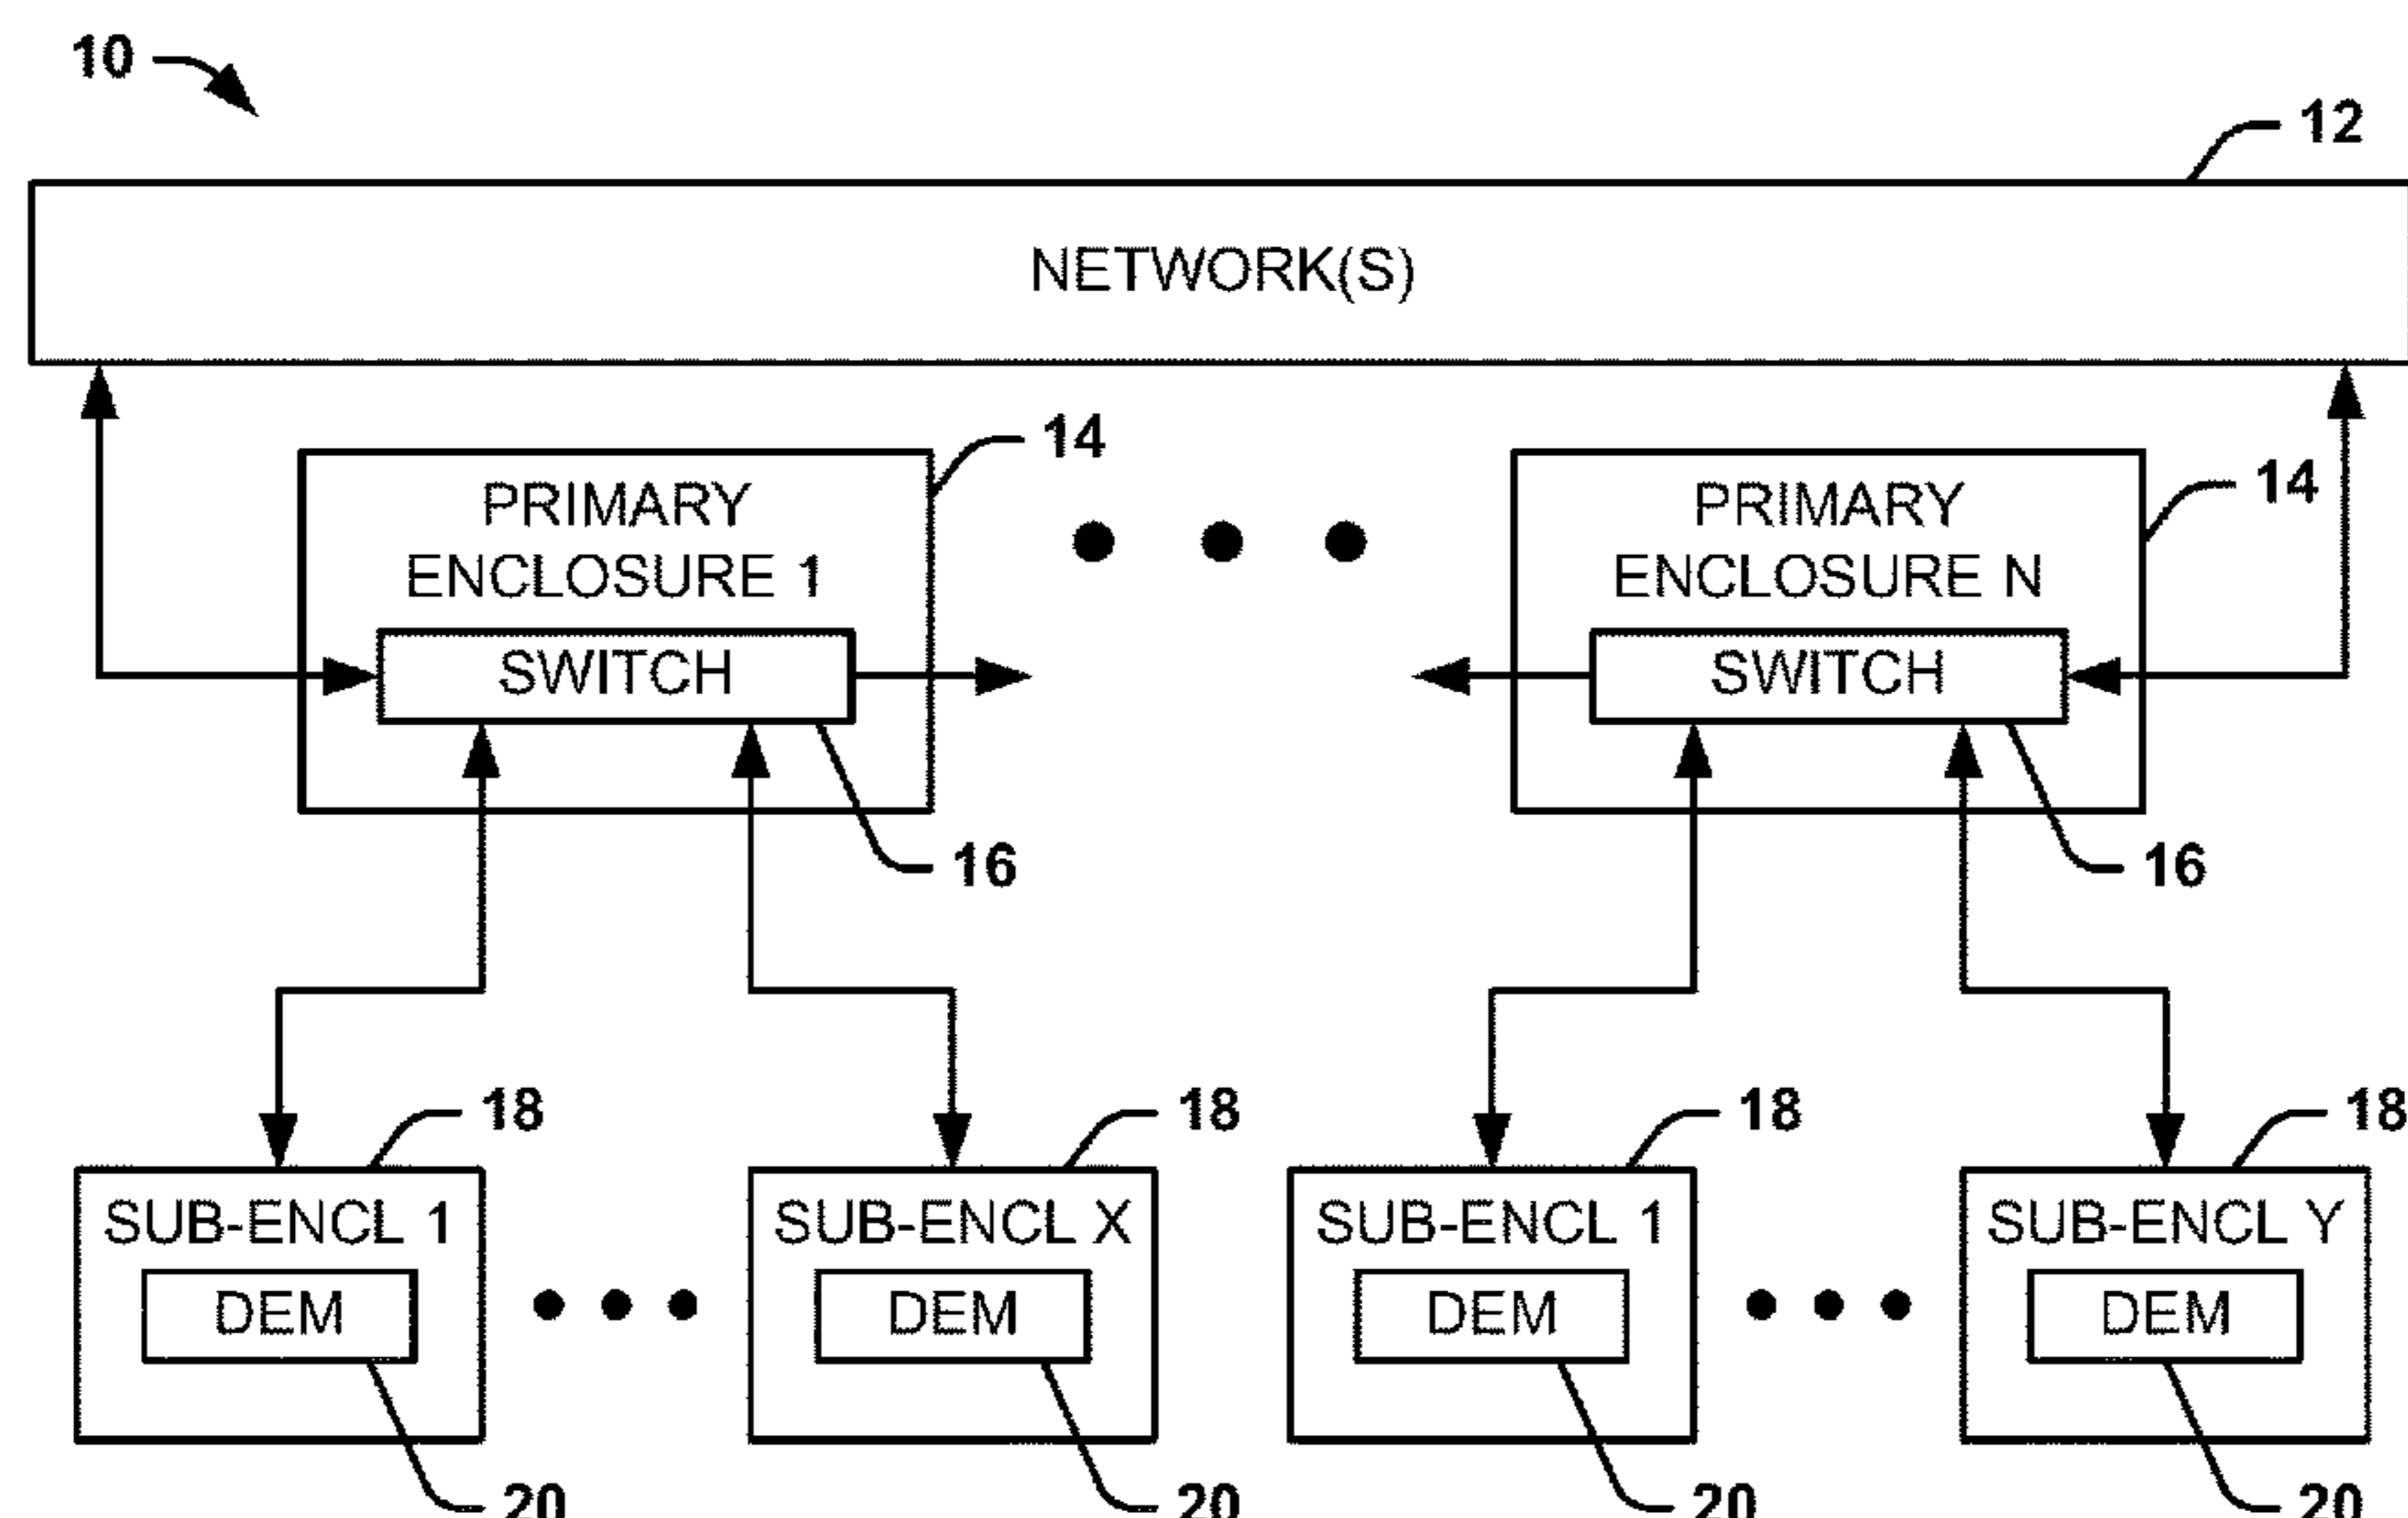 10
12
NETWORK(S)
14
PRIMARY
ENCLOSURE 1
SWITCH
16
14
PRIMARY
ENCLOSURE N
SWITCH
16
18
SUB-ENCL 1
DEM
20
18
SUB-ENCL X
DEM
20
18
SUB-ENCL 1
DEM
20
18
SUB-ENCL Y
DEM
20